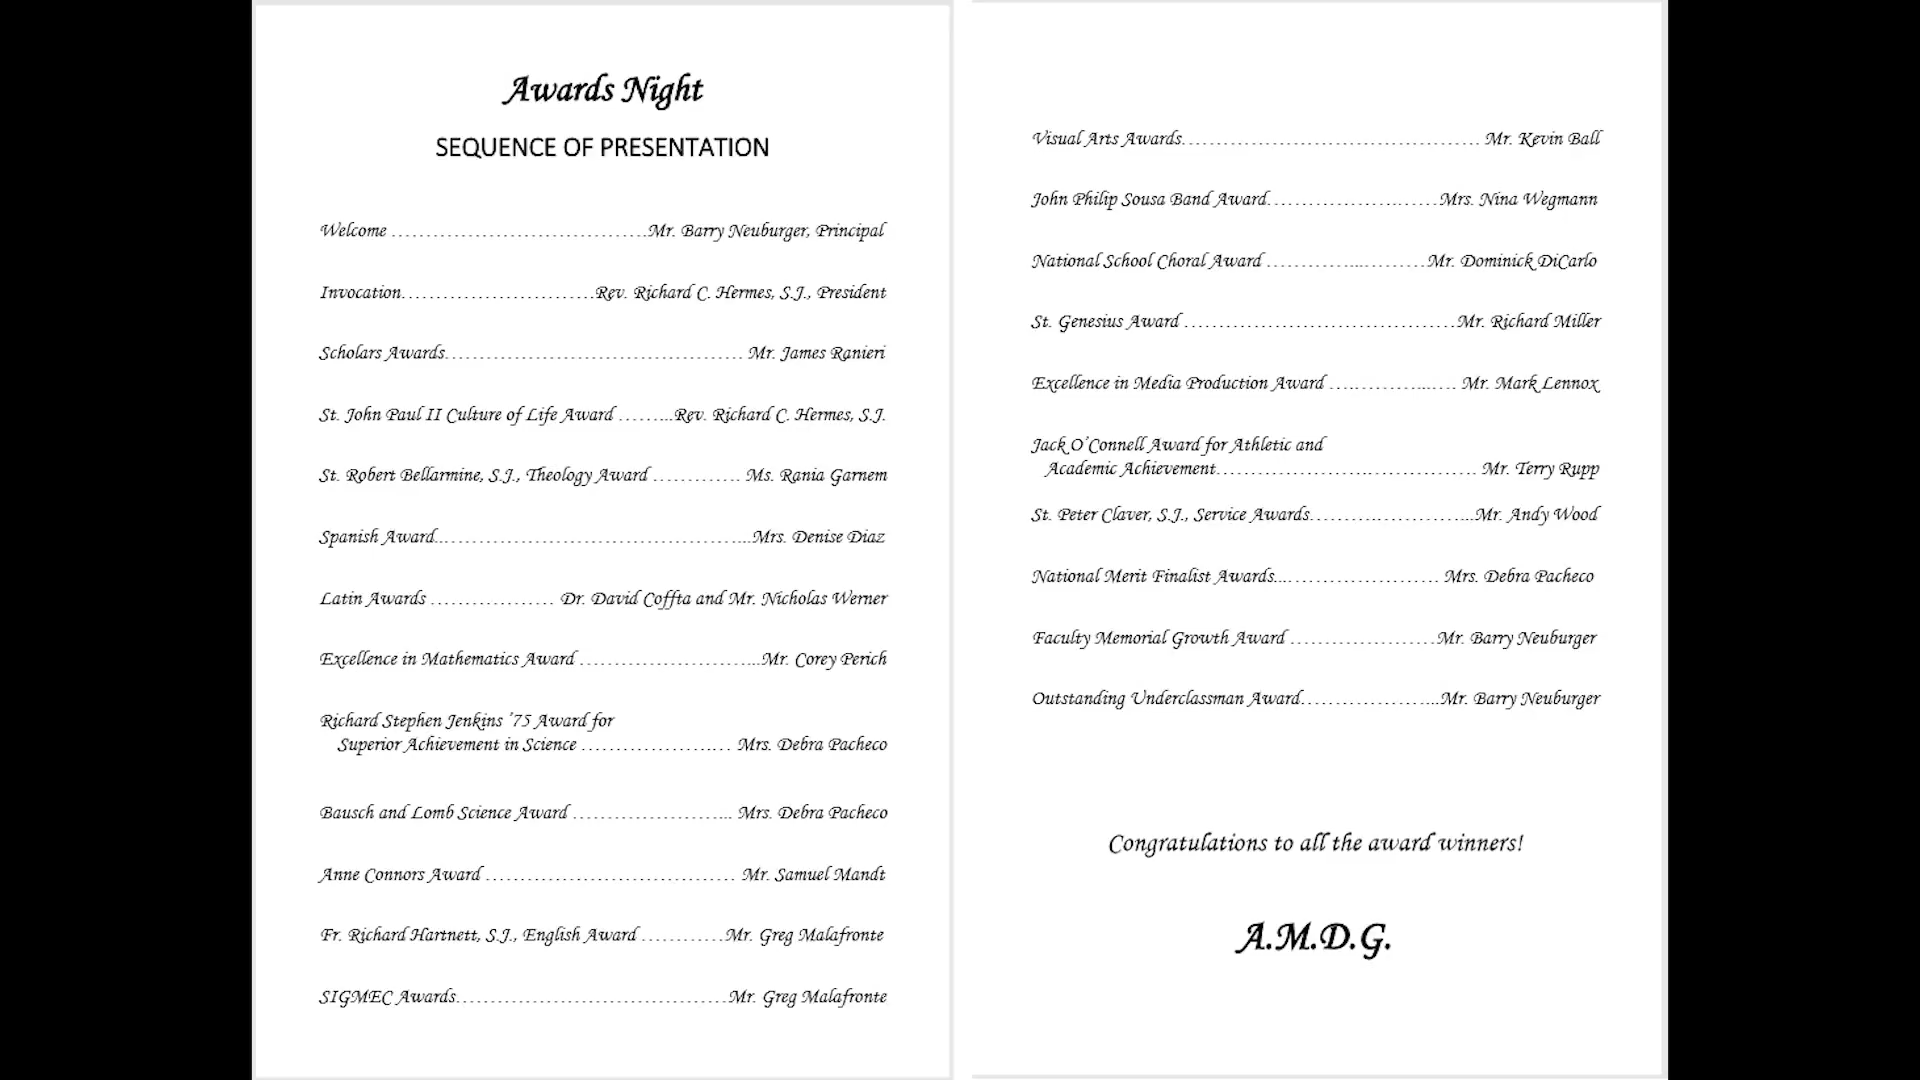 Awards Night
SEQUENCE OF PRESENTATION
Welcome ……………………………….Mr. Barry Neuburger, Principal
Invocation……………………….Rev. Richard C. Hermes, S.J., President
Scholars Awards…………………………………… Mr. James Ranieri
St. John Paul II Culture of Life Award ……...Rev. Richard C. Hermes, S.J.
St. Robert Bellarmine, S.J., Theology Award …………. Ms. Rania Garnem
Spanish Award..……………………………………...Mrs. Denise Diaz
Latin Awards ……………… Dr. David Coffta and Mr. Nicholas Werner
Excellence in Mathematics Award ……………………...Mr. Corey Perich
Richard Stephen Jenkins ’75 Award for
Superior Achievement in Science ……………….… Mrs. Debra Pacheco
Bausch and Lomb Science Award …………………... Mrs. Debra Pacheco
Anne Connors Award ……………………………… Mr. Samuel Mandt
Fr. Richard Hartnett, S.J., English Award …………Mr. Greg Malafronte
SIGMEC Awards…………………………………Mr. Greg Malafronte
Visual Arts Awards…………………………………… Mr. Kevin Ball
John Philip Sousa Band Award……………….……Mrs. Nina Wegmann
National School Choral Award …………...………Mr. Dominick DiCarlo
St. Genesius Award …………………………………Mr. Richard Miller
Excellence in Media Production Award ….………...…. Mr. Mark Lennox
Jack O’Connell Award for Athletic and
Academic Achievement………………….…………… Mr. Terry Rupp
St. Peter Claver, S.J., Service Awards……….…………...Mr. Andy Wood
National Merit Finalist Awards...………………… Mrs. Debra Pacheco
Faculty Memorial Growth Award …………………Mr. Barry Neuburger
Outstanding Underclassman Award………………...Mr. Barry Neuburger
Congratulations to all the award winners!
A.M.D.G.